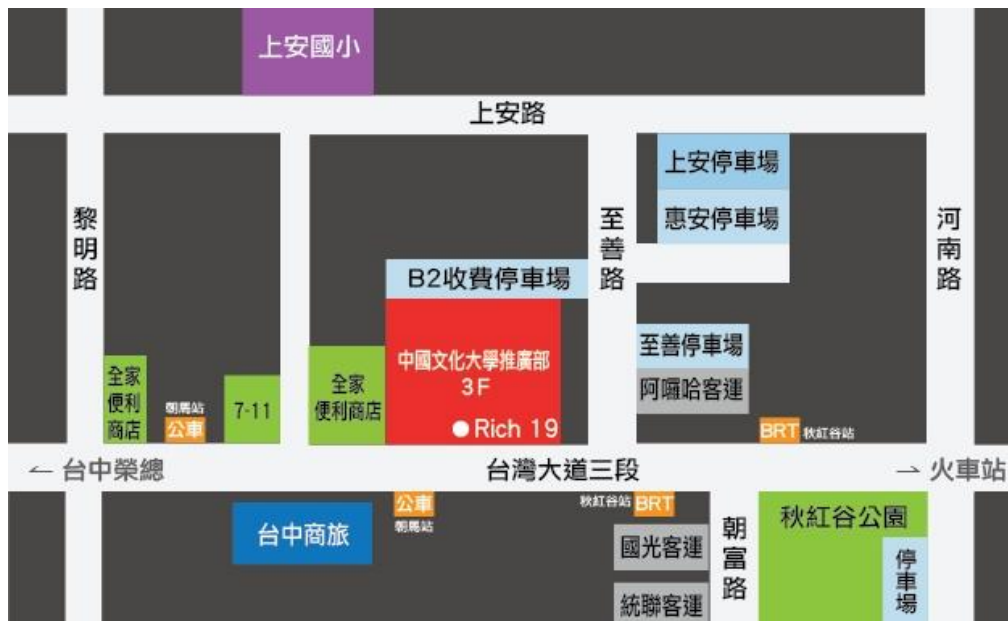 上安國小
上安路
黎明路
至善路
河南路
上安停車場
惠安停車場
B2收費停車場
至善停車場
阿囉哈客運
中國文化大學推廣部
3F
Rich 19
全家
便利
商店
朝馬站
公車
7-11
全家
便利商店
BRT 秋紅谷站
← 台中榮總
台灣大道三段
→ 火車站
台中商旅
公車
朝馬站
秋紅谷站 BRT
國光客運
統聯客運
朝富路
秋紅谷公園
停車場